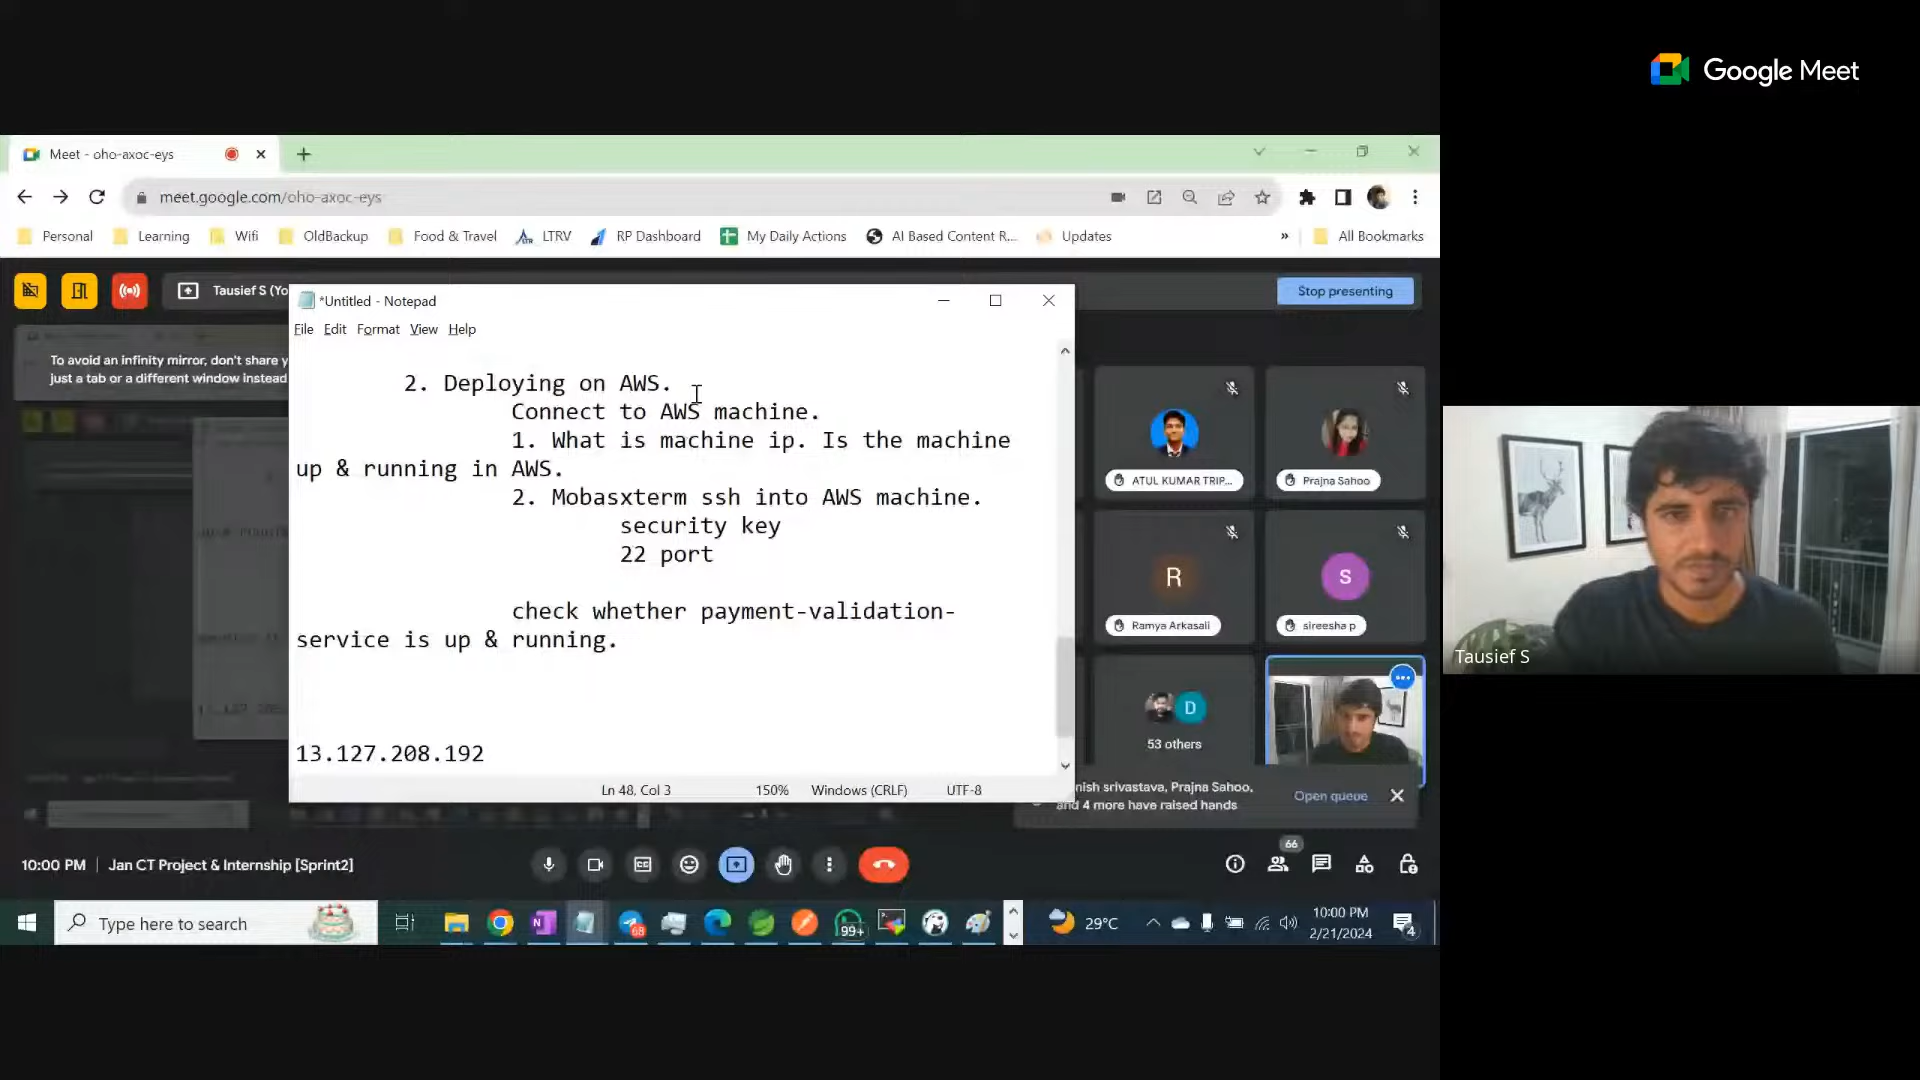 Google Meet
Meet - oho-axoc-eys
meet.google.com/oho-axoc-eys
Personal
Learning
Wifi
OldBackup
Food & Travel
LTRV
RP Dashboard
My Daily Actions
AI Based Content R...
Updates
»
All Bookmarks
Tausief S (Yo
Stop presenting
To avoid an infinity mirror, don't share y
just a tab or a different window instead
*Untitled - Notepad
File Edit Format View Help
2. Deploying on AWS.
Connect to AWS machine.
1. What is machine ip. Is the machine
up & running in AWS.
2. Mobasxterm ssh into AWS machine.
security key
22 port
check whether payment-validation-
service is up & running.
13.127.208.192
Ln 48, Col 3
150%
Windows (CRLF)
UTF-8
ATUL KUMAR TRIP...
Prajna Sahoo
R
Ramya Arkasali
S
sireesha p
D
53 others
nish srivastava, Prajna Sahoo,
and 4 more have raised hands
Open queue
Tausief S
10:00 PM | Jan CT Project & Internship [Sprint2]
66
Type here to search
68
99+
29°C
10:00 PM
2/21/2024
4